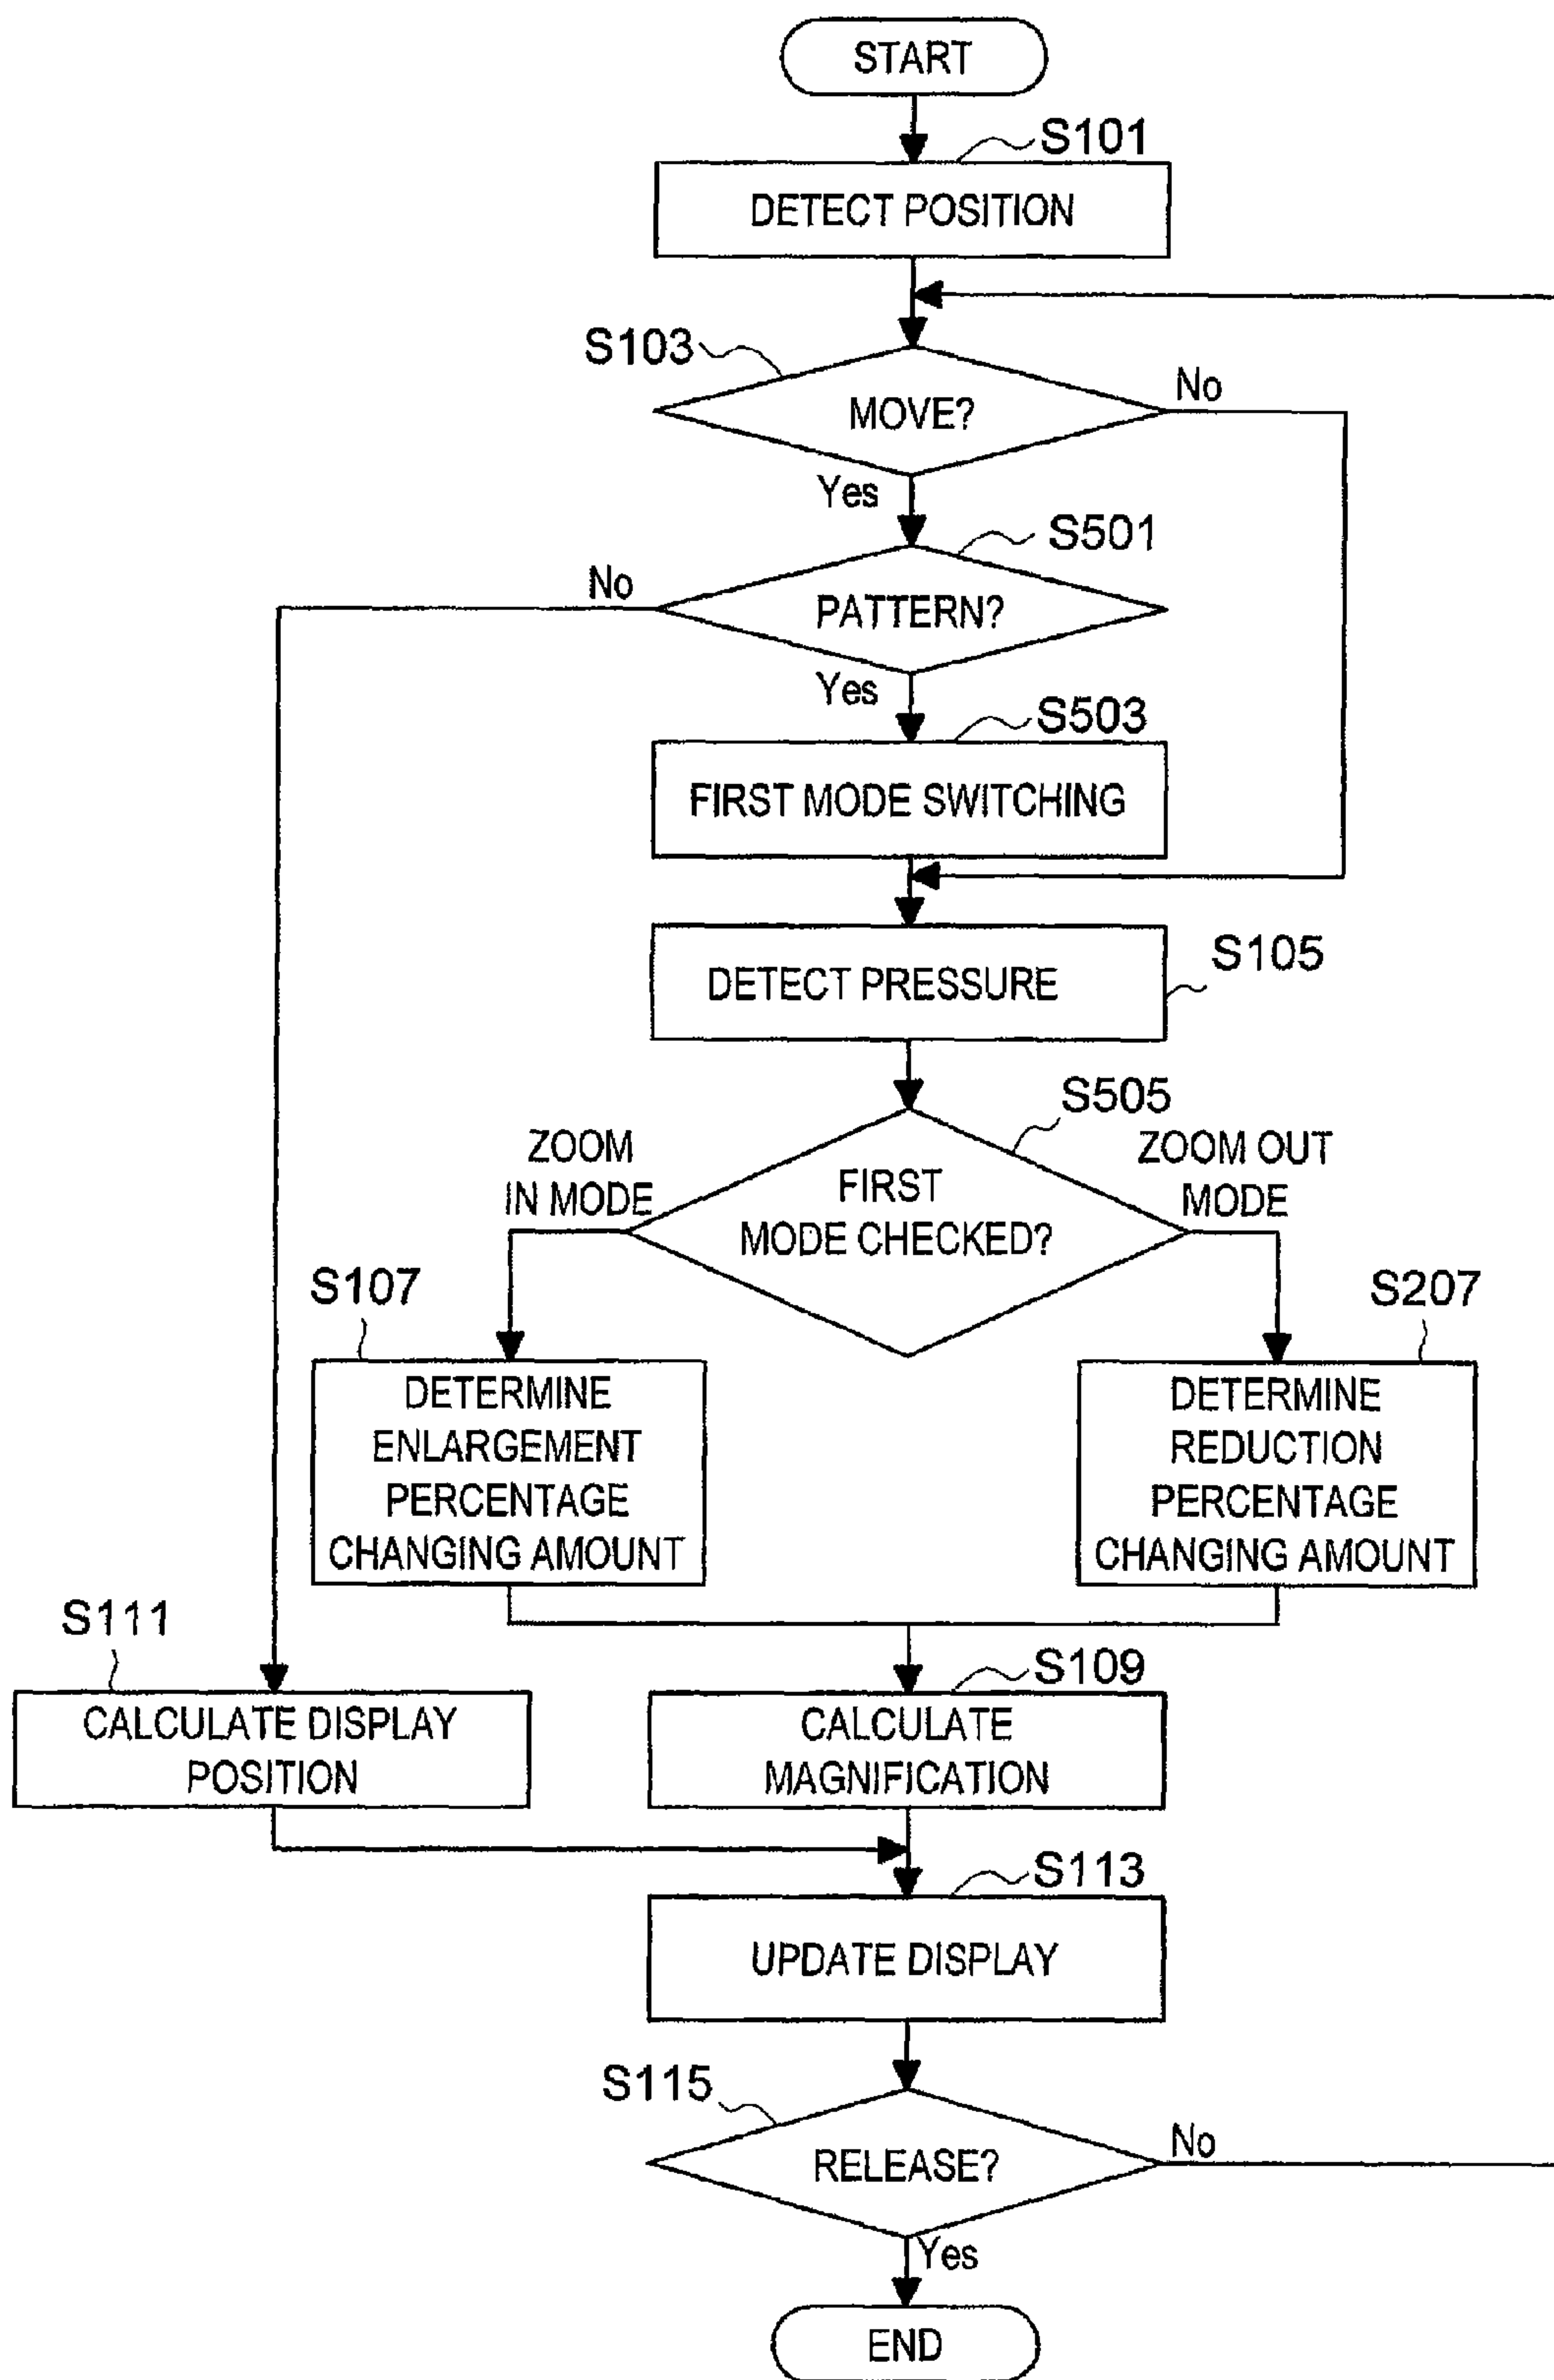 START
S101
DETECT POSITION
S103
MOVE?
No
Yes
S501
No
PATTERN?
Yes
S503
FIRST MODE SWITCHING
S105
DETECT PRESSURE
S505
ZOOM
IN MODE
FIRST
MODE CHECKED?
ZOOM OUT
MODE
S107
DETERMINE
ENLARGEMENT
PERCENTAGE
CHANGING AMOUNT
S207
DETERMINE
REDUCTION
PERCENTAGE
CHANGING AMOUNT
S111
CALCULATE DISPLAY
POSITION
S109
CALCULATE
MAGNIFICATION
S113
UPDATE DISPLAY
S115
RELEASE?
No
Yes
END